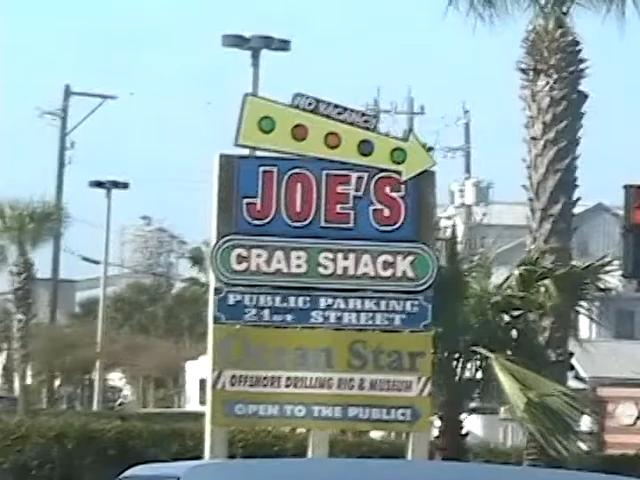 NO VACANCY
JOE'S
CRAB SHACK
PUBLIC PARKING
21st STREET
Ocean Star
OFFSHORE DRILLING RIG & MUSEUM
OPEN TO THE PUBLIC!